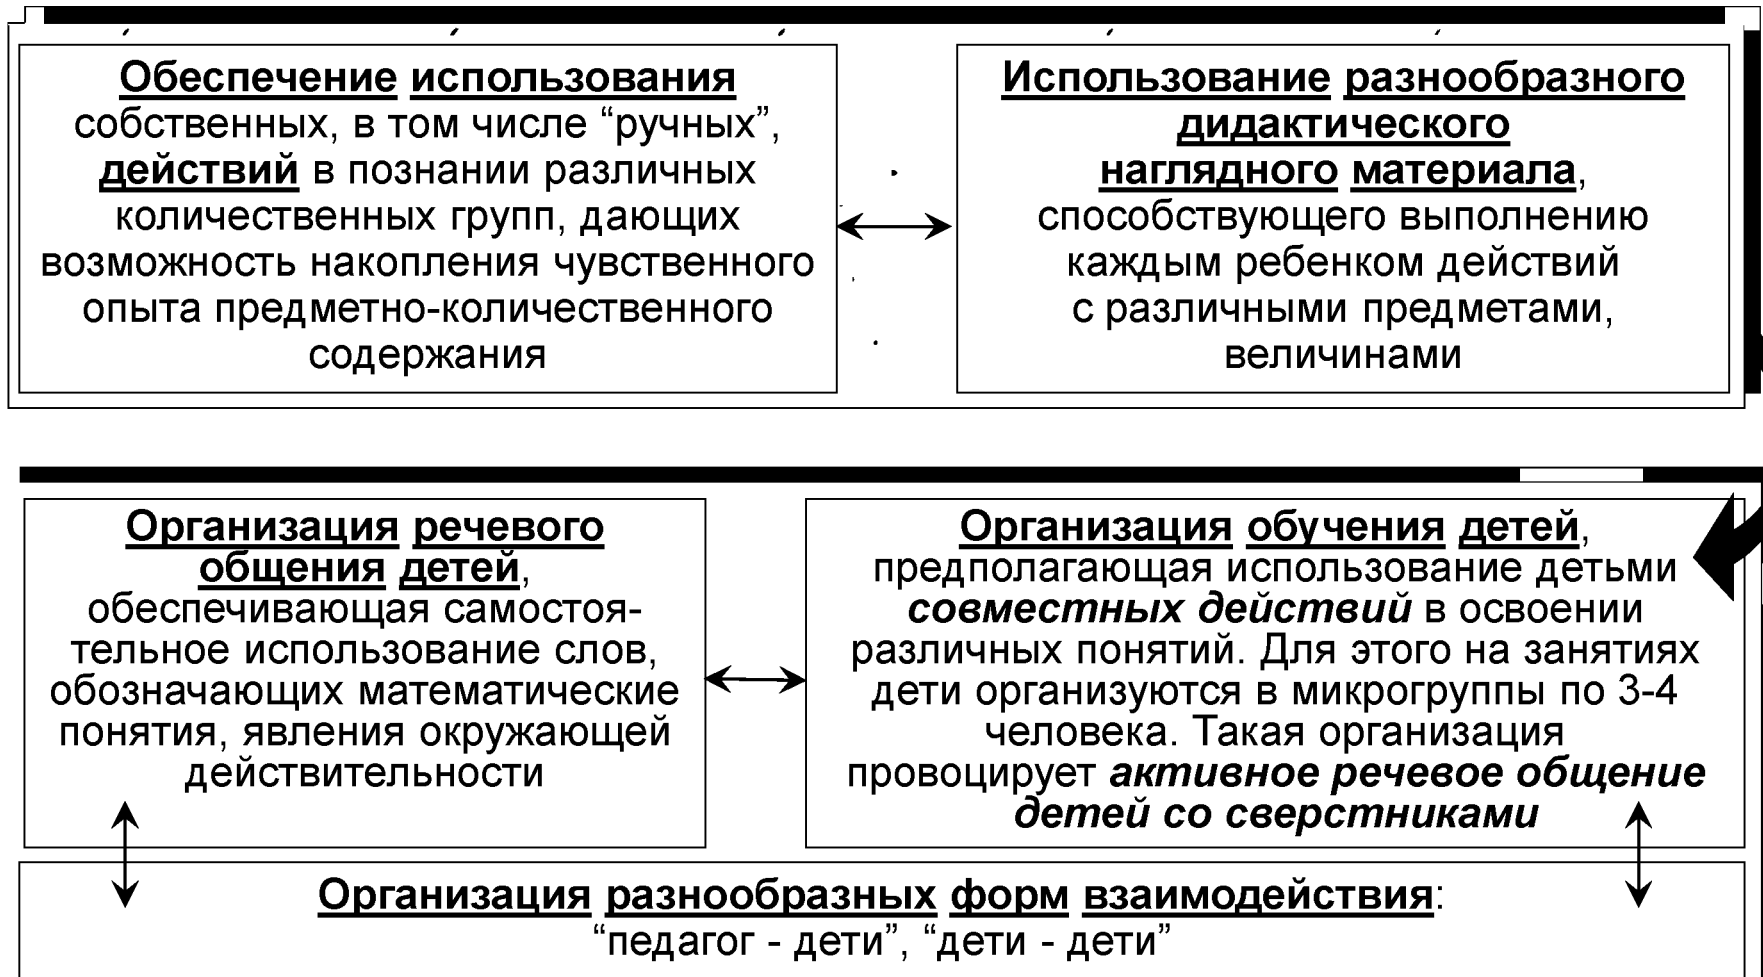 Обеспечение использования
собственных, в том числе “ручных”,
действий в познании различных
количественных групп, дающих
возможность накопления чувственного
опыта предметно-количественного
содержания
Использование разнообразного
дидактического
наглядного материала,
способствующего выполнению
каждым ребенком действий
с различными предметами,
величинами
Организация речевого
общения детей,
обеспечивающая самостоя-
тельное использование слов,
обозначающих математические
понятия, явления окружающей
действительности
Организация обучения детей,
предполагающая использование детьми
совместных действий в освоении
различных понятий. Для этого на занятиях
дети организуются в микрогруппы по 3-4
человека. Такая организация
провоцирует активное речевое общение
детей со сверстниками
Организация разнообразных форм взаимодействия:
“педагог - дети”, “дети - дети”